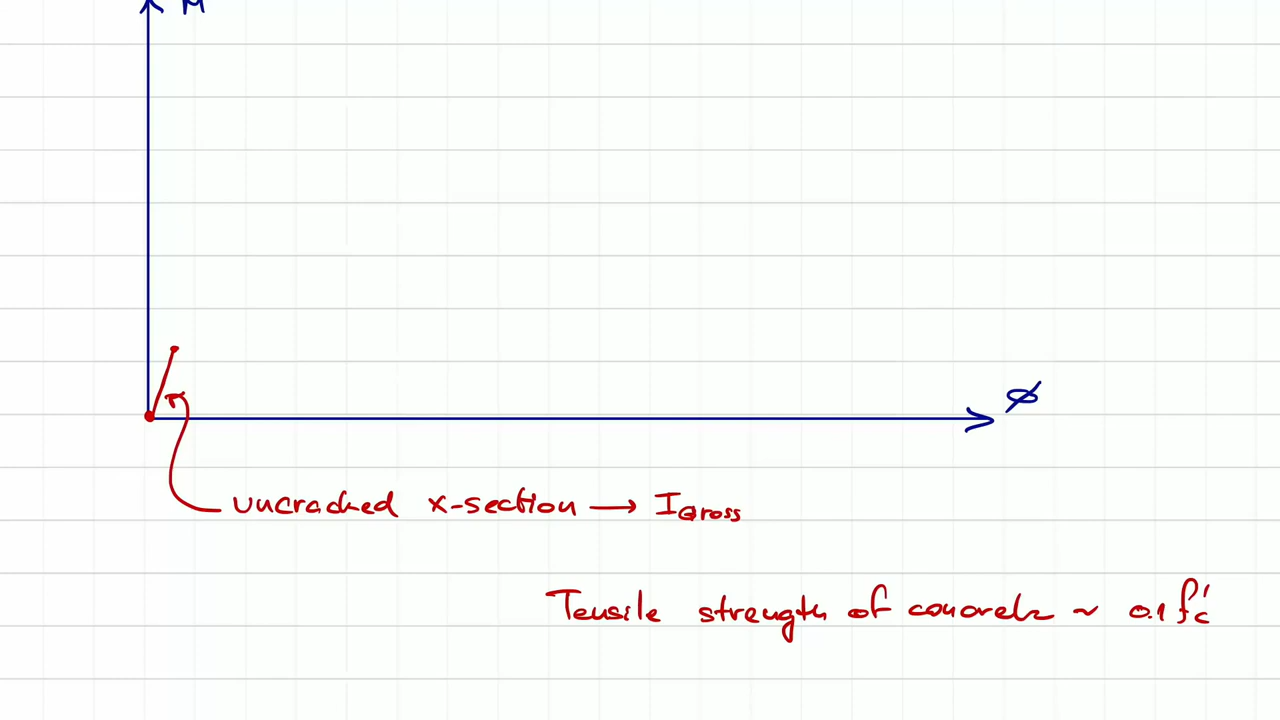 M
φ
uncracked x-section → IGross
Tensile strength of concrete ~ 0.1 f'c